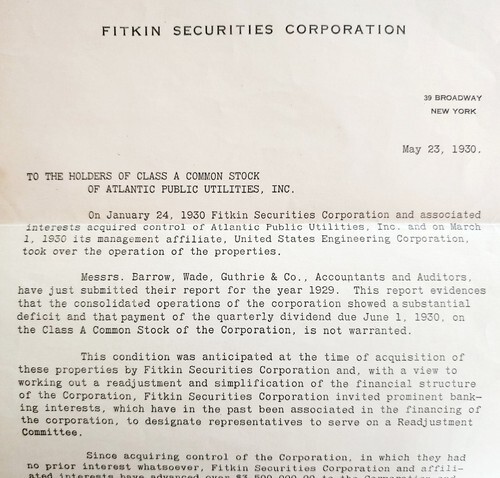 FITKIN SECURITIES CORPORATION
39 BROADWAY
NEW YORK
May 23, 1930.
TO THE HOLDERS OF CLASS A COMMON STOCK
OF ATLANTIC PUBLIC UTILITIES, INC.
On January 24, 1930 Fitkin Securities Corporation and associated
interests acquired control of Atlantic Public Utilities, Inc. and on March
1, 1930 its management affiliate, United States Engineering Corporation,
took over the operation of the properties.
Messrs. Barrow, Wade, Guthrie & Co., Accountants and Auditors,
have just submitted their report for the year 1929. This report evidences
that the consolidated operations of the corporation showed a substantial
deficit and that payment of the quarterly dividend due June 1, 1930, on
the Class A Common Stock of the Corporation, is not warranted.
This condition was anticipated at the time of acquisition of
these properties by Fitkin Securities Corporation and, with a view to
working out a readjustment and simplification of the financial structure
of the Corporation, Fitkin Securities Corporation invited prominent bank-
ing interests, which have in the past been associated in the financing of
the corporation, to designate representatives to serve on a Readjustment
Committee.
Since acquiring control of the Corporation, in which they had
no prior interest whatsoever, Fitkin Securities Corporation and affili-
ated interests have advanced over $3,500,000.00 to the Corporation and